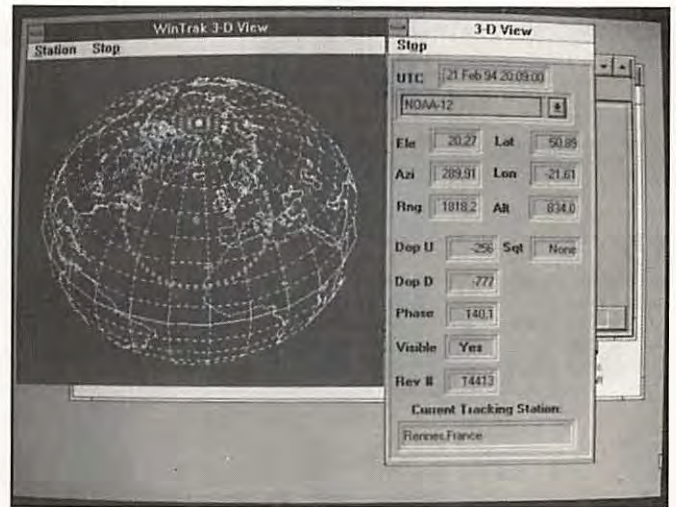 WinTrak 3-D View
Station Stop
3-D View
Stop
UTC 21 Feb 94 20:09:00
NOAA-12
Ele 20,27 Lat 50,89
Azi 289,91 Lon -21,61
Rng 1818,2 Alt 834,0
Dop U -256 Sqt None
Dop D -777
Phase 140,1
Visible Yes
Rev # 14413
Current Tracking Station:
Rennes,France